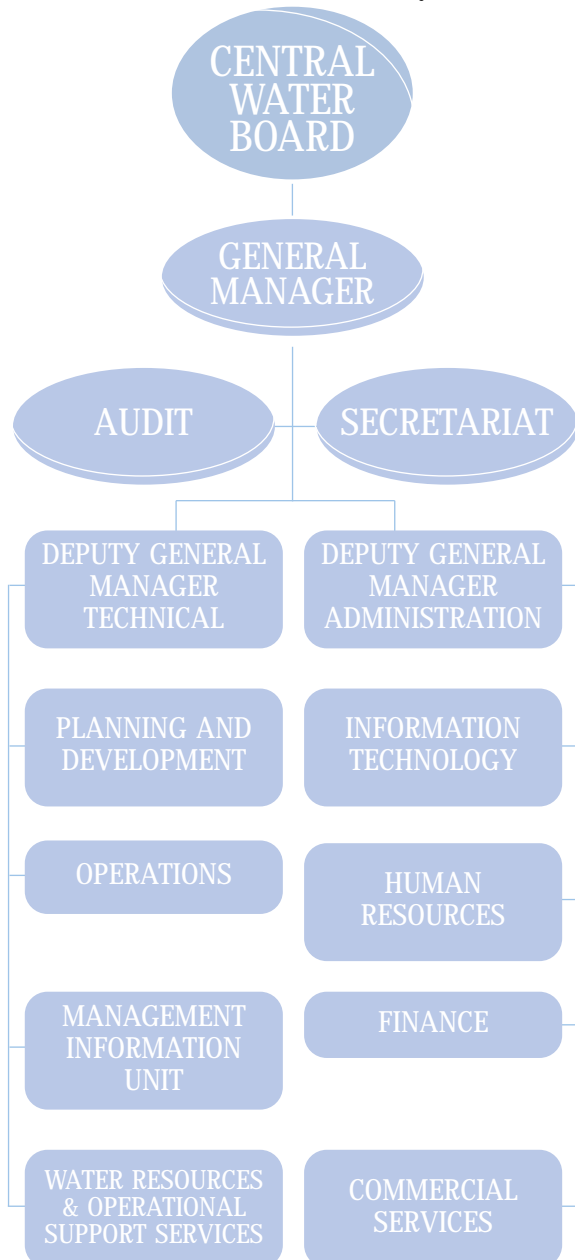 CENTRAL
WATER
BOARD
GENERAL
MANAGER
AUDIT
SECRETARIAT
DEPUTY GENERAL
MANAGER
TECHNICAL
DEPUTY GENERAL
MANAGER
ADMINISTRATION
PLANNING AND
DEVELOPMENT
INFORMATION
TECHNOLOGY
OPERATIONS
HUMAN
RESOURCES
MANAGEMENT
INFORMATION
UNIT
FINANCE
WATER RESOURCES
& OPERATIONAL
SUPPORT SERVICES
COMMERCIAL
SERVICES